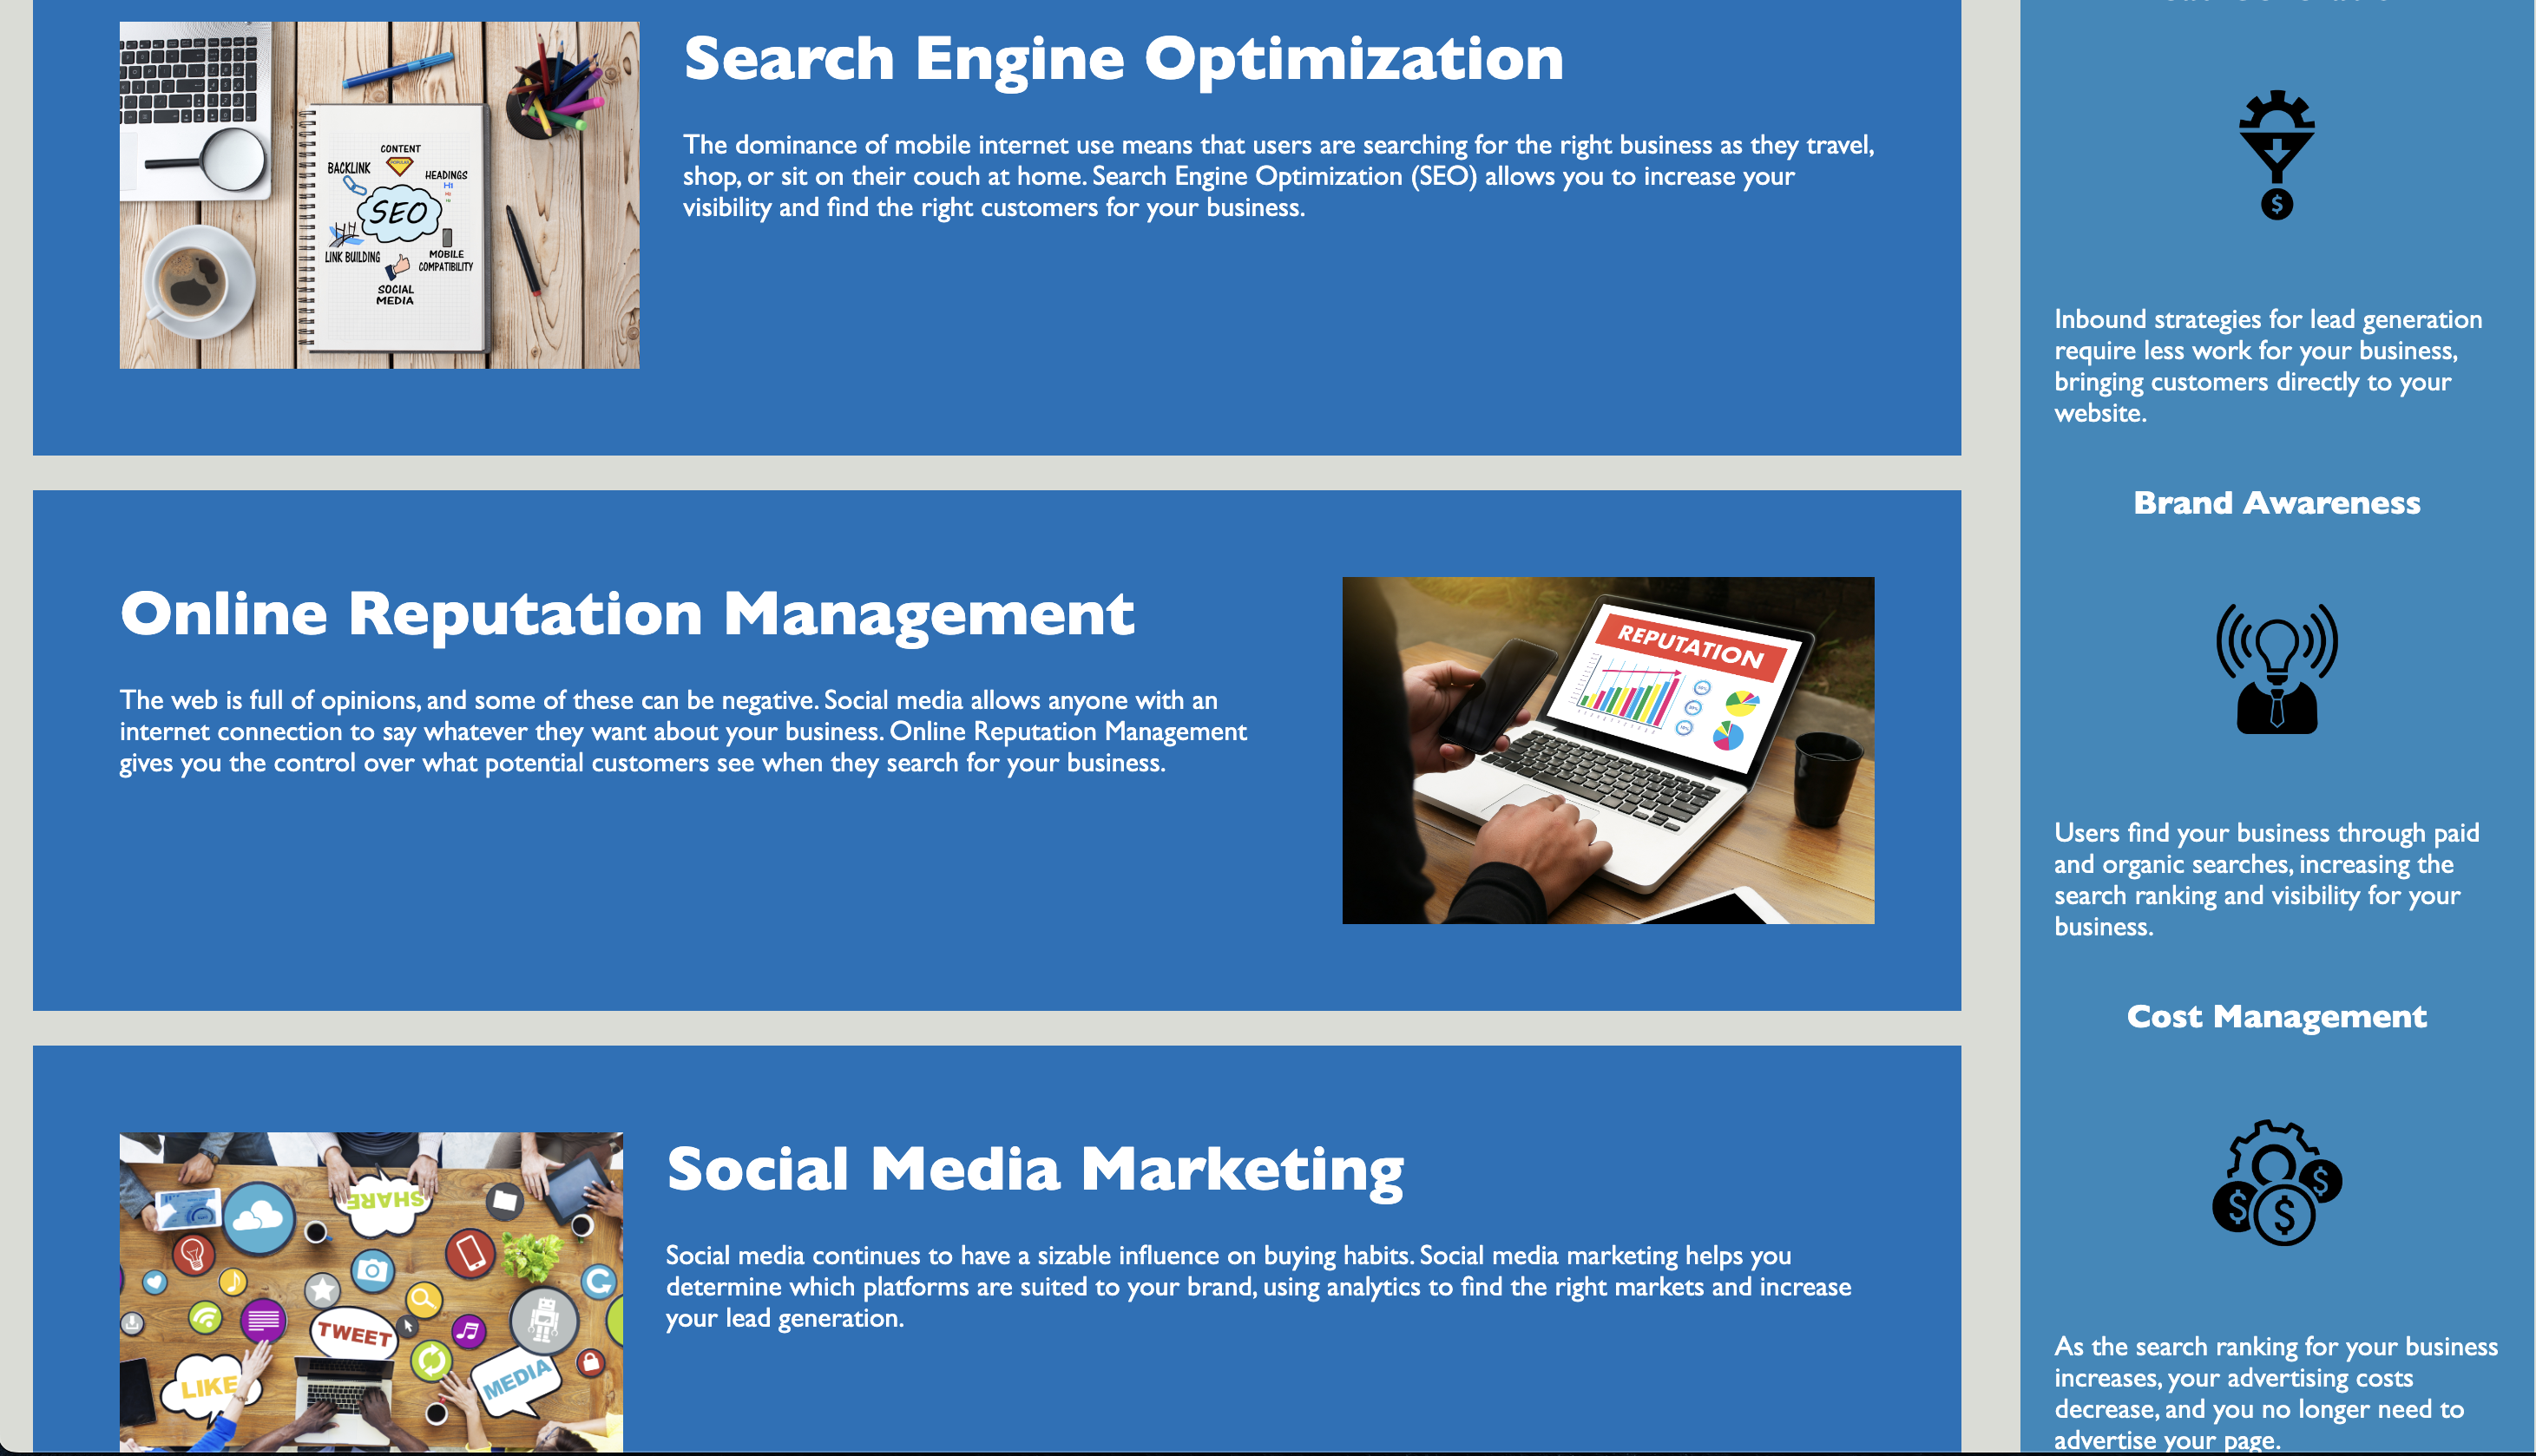 Search Engine Optimization
The dominance of mobile internet use means that users are searching for the right business as they travel,
shop, or sit on their couch at home. Search Engine Optimization (SEO) allows you to increase your
visibility and find the right customers for your business.
CONTENT
BACKLINK
HEADINGS
H1
SEO
LINK BUILDING
MOBILE
COMPATIBILITY
SOCIAL
MEDIA
Online Reputation Management
The web is full of opinions, and some of these can be negative. Social media allows anyone with an
internet connection to say whatever they want about your business. Online Reputation Management
gives you the control over what potential customers see when they search for your business.
REPUTATION
Social Media Marketing
Social media continues to have a sizable influence on buying habits. Social media marketing helps you
determine which platforms are suited to your brand, using analytics to find the right markets and increase
your lead generation.
SHARE
TWEET
LIKE
MEDIA
$
Inbound strategies for lead generation
require less work for your business,
bringing customers directly to your
website.
Brand Awareness
Users find your business through paid
and organic searches, increasing the
search ranking and visibility for your
business.
Cost Management
$
$
$
As the search ranking for your business
increases, your advertising costs
decrease, and you no longer need to
advertise your page.